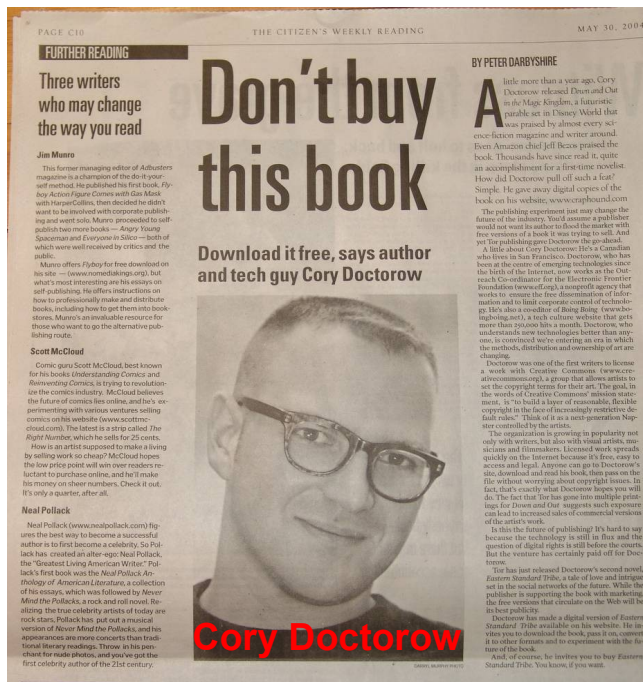 PAGE C10
THE CITIZEN'S WEEKLY READING
MAY 30, 2004
FURTHER READING
Three writers
who may change
the way you read
Jim Munro
This former managing editor of Adbusters
magazine is a champion of the do-it-your-
self method. He published his first book, Fly-
boy Action Figure Comes with Gas Mask
with HarperCollins, then decided he didn't
want to be involved with corporate publish-
ing and went solo. Munro proceeded to self-
publish two more books — Angry Young
Spaceman and Everyone in Silico — both of
which were well received by critics and the
public.
Munro offers Flyboy for free download on
his site — (www.nomediakings.org), but
what's most interesting are his essays on
self-publishing. He offers instructions on
how to professionally make and distribute
books, including how to get them into book-
stores. Munro's an invaluable resource for
those who want to go the alternative pub-
lishing route.
Scott McCloud
Comic guru Scott McCloud, best known
for his books Understanding Comics and
Reinventing Comics, is trying to revolution-
ize the comics industry. McCloud believes
the future of comics lies online, and he's ex-
perimenting with various ventures selling
comics on his website (www.scottmc-
cloud.com). The latest is a strip called The
Right Number, which he sells for 25 cents.
How is an artist supposed to make a living
by selling work so cheap? McCloud hopes
the low price point will win over readers re-
luctant to purchase online, and he'll make
his money on sheer numbers. Check it out.
It's only a quarter, after all.
Neal Pollack
Neal Pollack (www.nealpollack.com) fig-
ures the best way to become a successful
author is to first become a celebrity. So Pol-
lack has created an alter-ego: Neal Pollack,
the "Greatest Living American Writer." Pol-
lack's first book was the Neal Pollack An-
thology of American Literature, a collection
of his essays, which was followed by Never
Mind the Pollacks, a rock and roll novel. Re-
alizing the true celebrity artists of today are
rock stars, Pollack has put out a musical
version of Never Mind the Pollacks, and his
appearances are more concerts than tradi-
tional literary readings. Throw in his pen-
chant for nude photos, and you've got the
first celebrity author of the 21st century.
Don't buy
this book
Download it free, says author
and tech guy Cory Doctorow
Cory Doctorow
DANIEL MURPHY PHOTO
BY PETER DARBYSHIRE
A little more than a year ago, Cory
Doctorow released Down and Out
in the Magic Kingdom, a futuristic
parable set in Disney World that
was praised by almost every sci-
ence-fiction magazine and writer around.
Even Amazon chief Jeff Bezos praised the
book. Thousands have since read it, quite
an accomplishment for a first-time novelist.
How did Doctorow pull off such a feat?
Simple. He gave away digital copies of the
book on his website, www.craphound.com
The publishing experiment just may change the
future of the industry. You'd assume a publisher
would not want its author to flood the market with
free versions of a book it was trying to sell. And
yet Tor publishing gave Doctorow the go-ahead.
A little about Cory Doctorow: He's a Canadian
who lives in San Francisco. Doctorow, who has
been at the centre of emerging technologies since
the birth of the Internet, now works as the Out-
reach Co-ordinator for the Electronic Frontier
Foundation (www.eff.org), a nonprofit agency that
works to ensure the free dissemination of infor-
mation and to limit corporate control of technolo-
gy. He's also a co-editor of Boing Boing (www.bo-
ingboing.net), a tech culture website that gets
more than 250,000 hits a month. Doctorow, who
understands new technologies better than any-
one, is convinced we're entering an era in which
the methods, distribution and ownership of art are
changing.
Doctorow was one of the first writers to license
a work with Creative Commons (www.cre-
ativecommons.org), a group that allows artists to
set the copyright terms for their art. The goal, in
the words of Creative Commons' mission state-
ment, is "to build a layer of reasonable, flexible
copyright in the face of increasingly restrictive de-
fault rules." Think of it as a next-generation Nap-
ster controlled by the artists.
The organization is growing in popularity not
only with writers, but also with visual artists, mu-
sicians and filmmakers. Licensed work spreads
quickly on the Internet because it's free, easy to
access and legal. Anyone can go to Doctorow's
site, download and read his book, then pass on the
file without worrying about copyright issues. In
fact, that's exactly what Doctorow hopes you will
do. The fact that Tor has gone into multiple print-
ings for Down and Out suggests such exposure
can lead to increased sales of commercial versions
of the artist's work.
Is this the future of publishing? It's hard to say
because the technology is still in flux and the
question of digital rights is still before the courts.
But the venture has certainly paid off for Doc-
torow.
Tor has just released Doctorow's second novel,
Eastern Standard Tribe, a tale of love and intrigue
set in the social networks of the future. While the
publisher is supporting the book with marketing,
the free versions that circulate on the Web will be
its best publicity.
Doctorow has made a digital version of Eastern
Standard Tribe available on his website. He in-
vites you to download the book, pass it on, convert
it to other formats and to experiment with the fu-
ture of the book.
And, of course, he invites you to buy Eastern
Standard Tribe. You know, if you want.